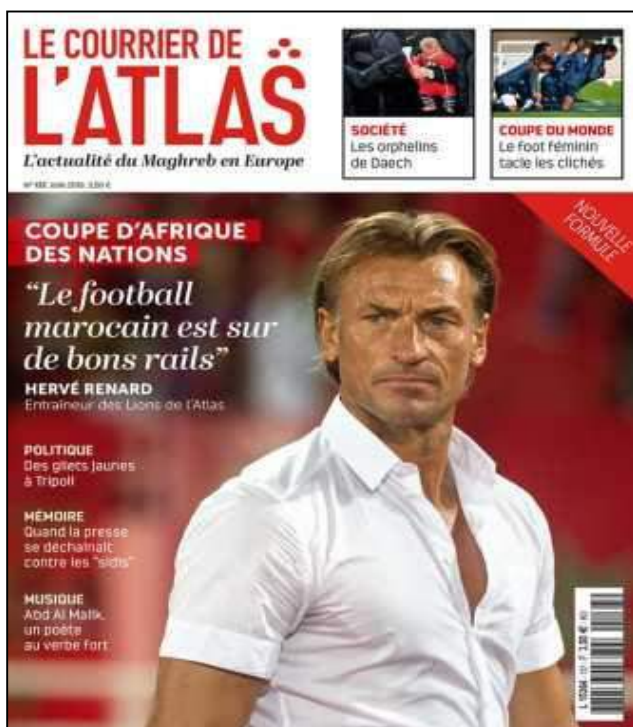 LE COURRIER DE
L'ATLAS
L'actualité du Maghreb en Europe
SOCIÉTÉ
Les orphelins
de Daech
COUPE DU MONDE
Le foot féminin
tacle les clichés
NOUVELLE
FORMULE
COUPE D'AFRIQUE
DES NATIONS
“Le football
marocain est sur
de bons rails”
HERVÉ RENARD
Entraîneur des Lions de l'Atlas
POLITIQUE
Des gilets jaunes
à Tripoli
MÉMOIRE
Quand la presse
se déchaînait
contre les "sidis"
MUSIQUE
Abd Al Malik,
un poète
au verbe fort